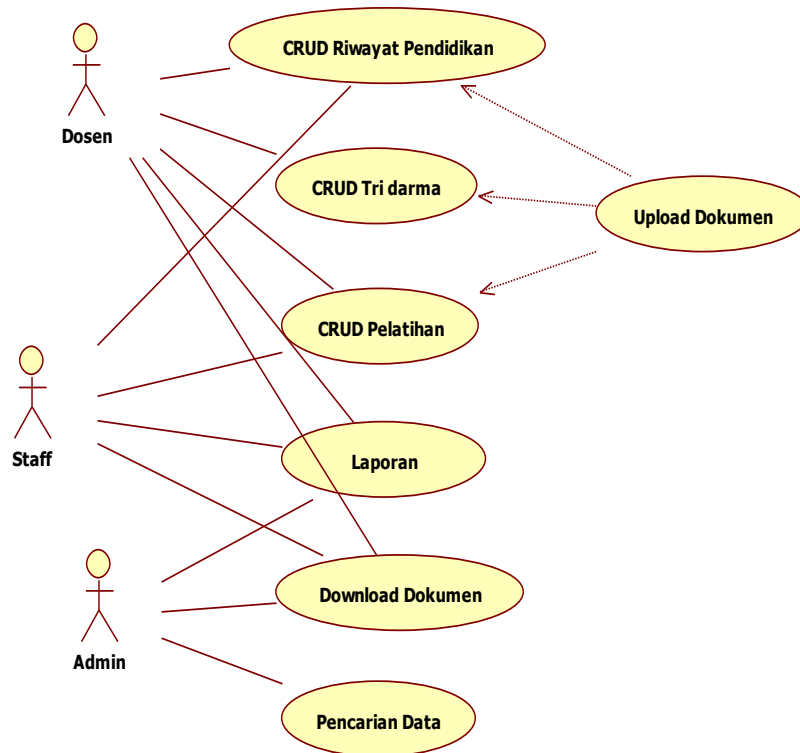 CRUD Riwayat Pendidikan
Dosen
CRUD Tri darma
Upload Dokumen
CRUD Pelatihan
Staff
Laporan
Download Dokumen
Admin
Pencarian Data